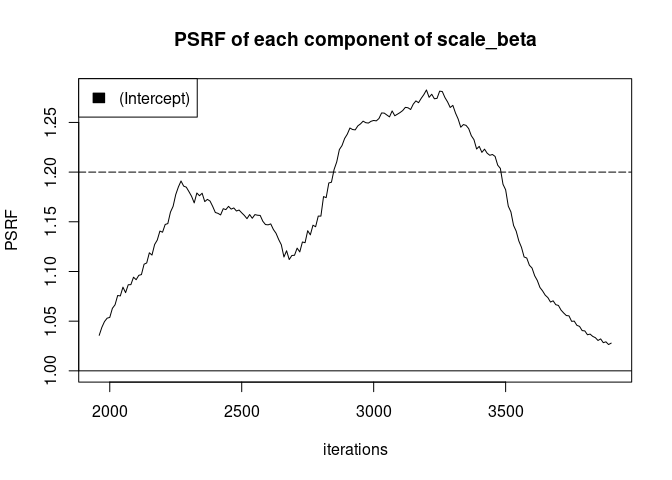 PSRF of each component of scale_beta
(Intercept)
PSRF
1.25
1.20
1.15
1.10
1.05
1.00
2000 2500 3000 3500
iterations